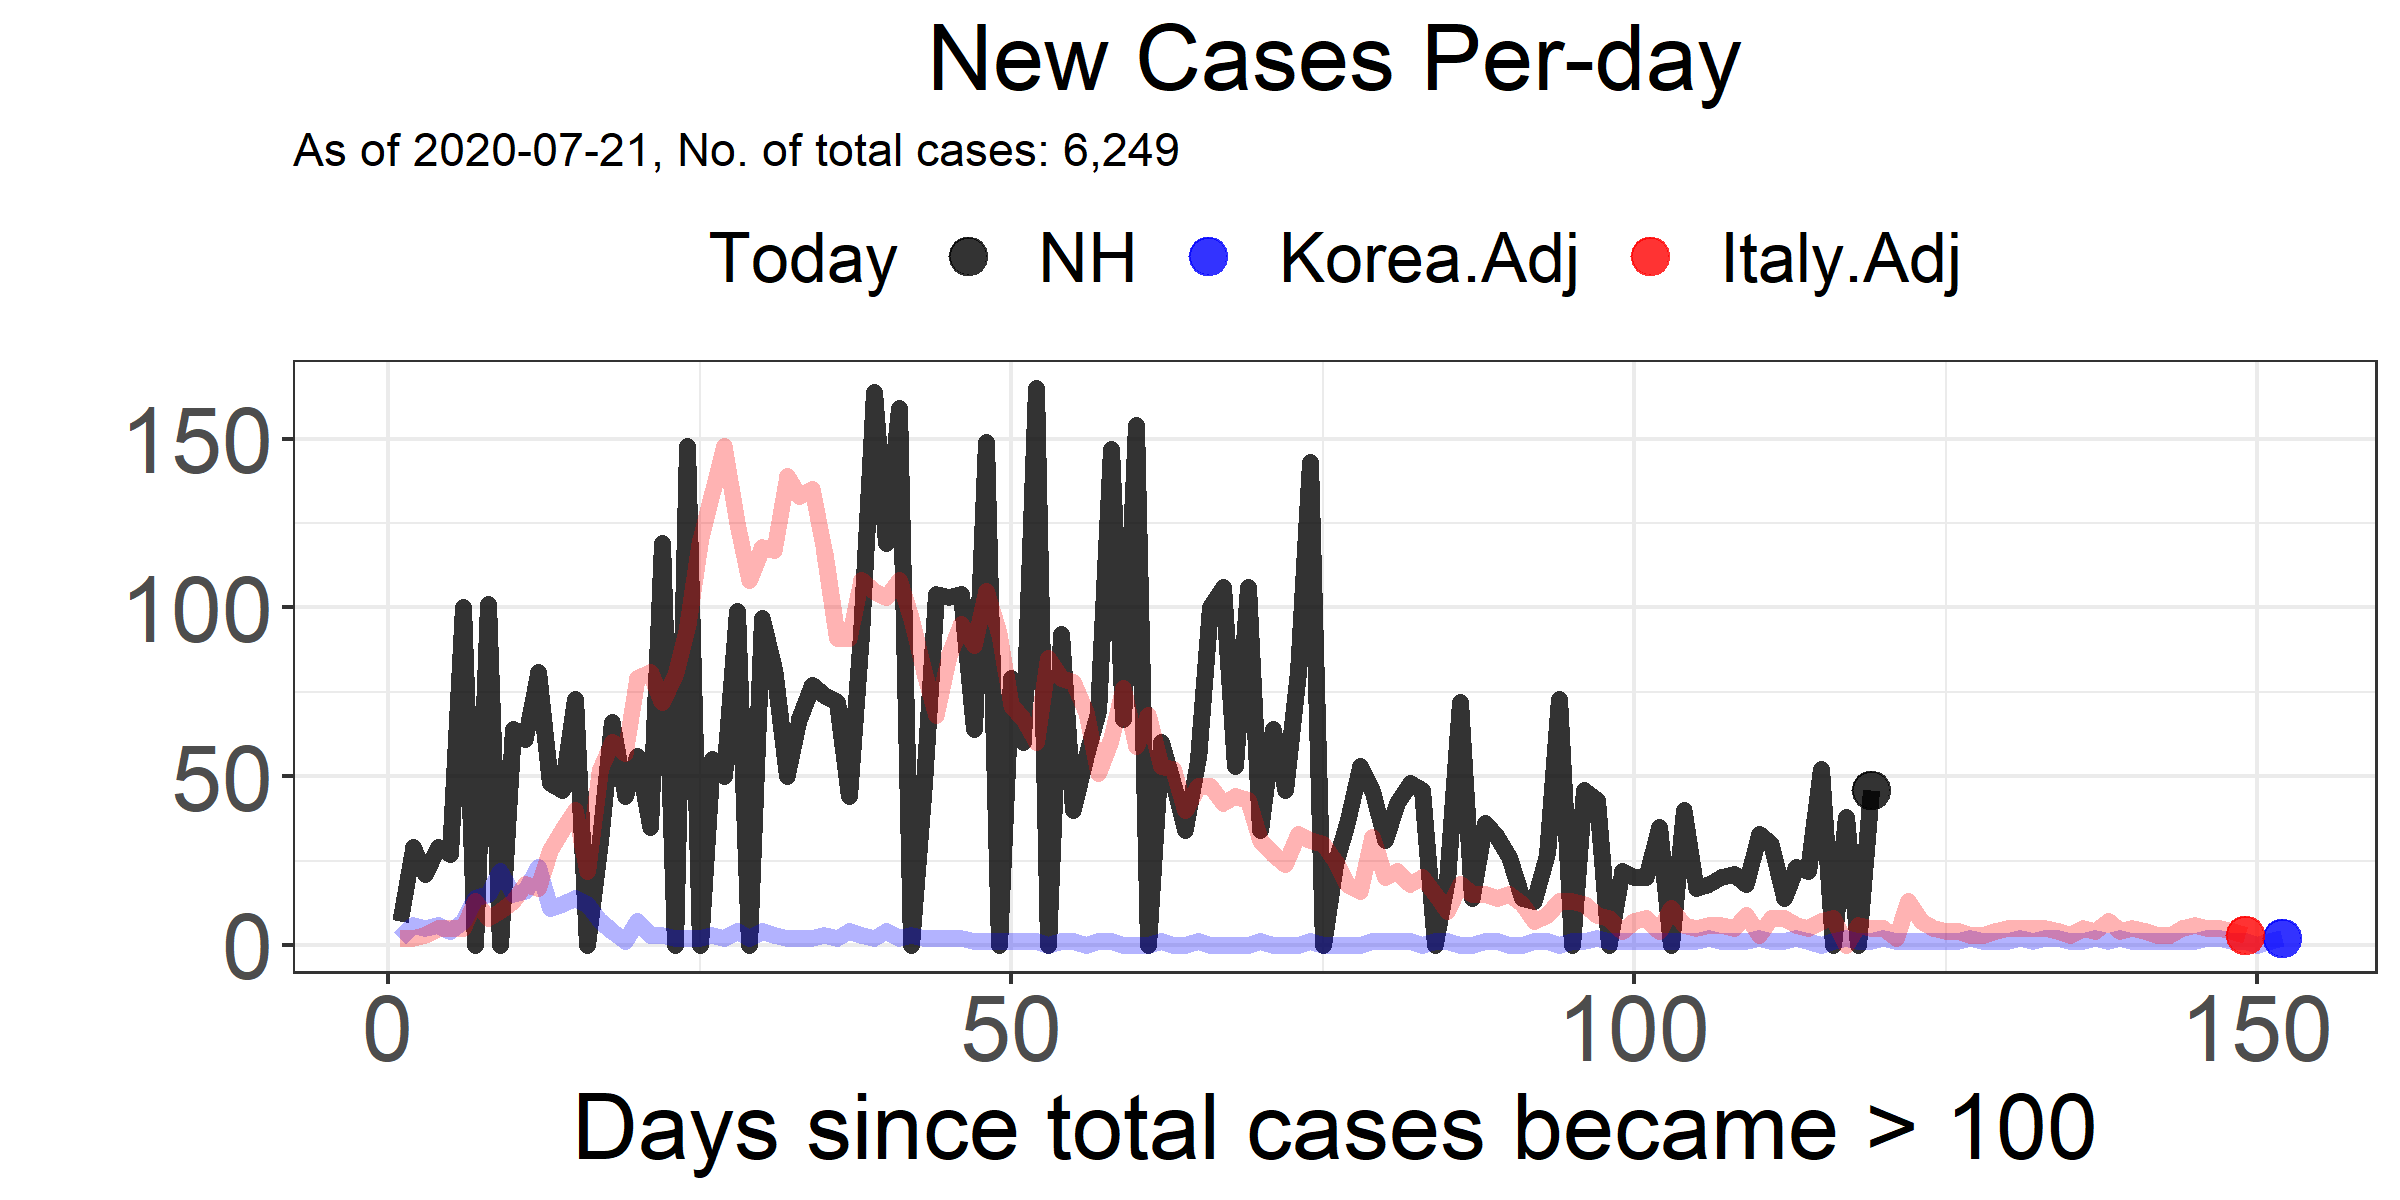 New Cases Per-day
As of 2020-07-21, No. of total cases: 6,249
Today NH Korea.Adj Italy.Adj
150
100
50
0
0 50 100 150
Days since total cases became > 100